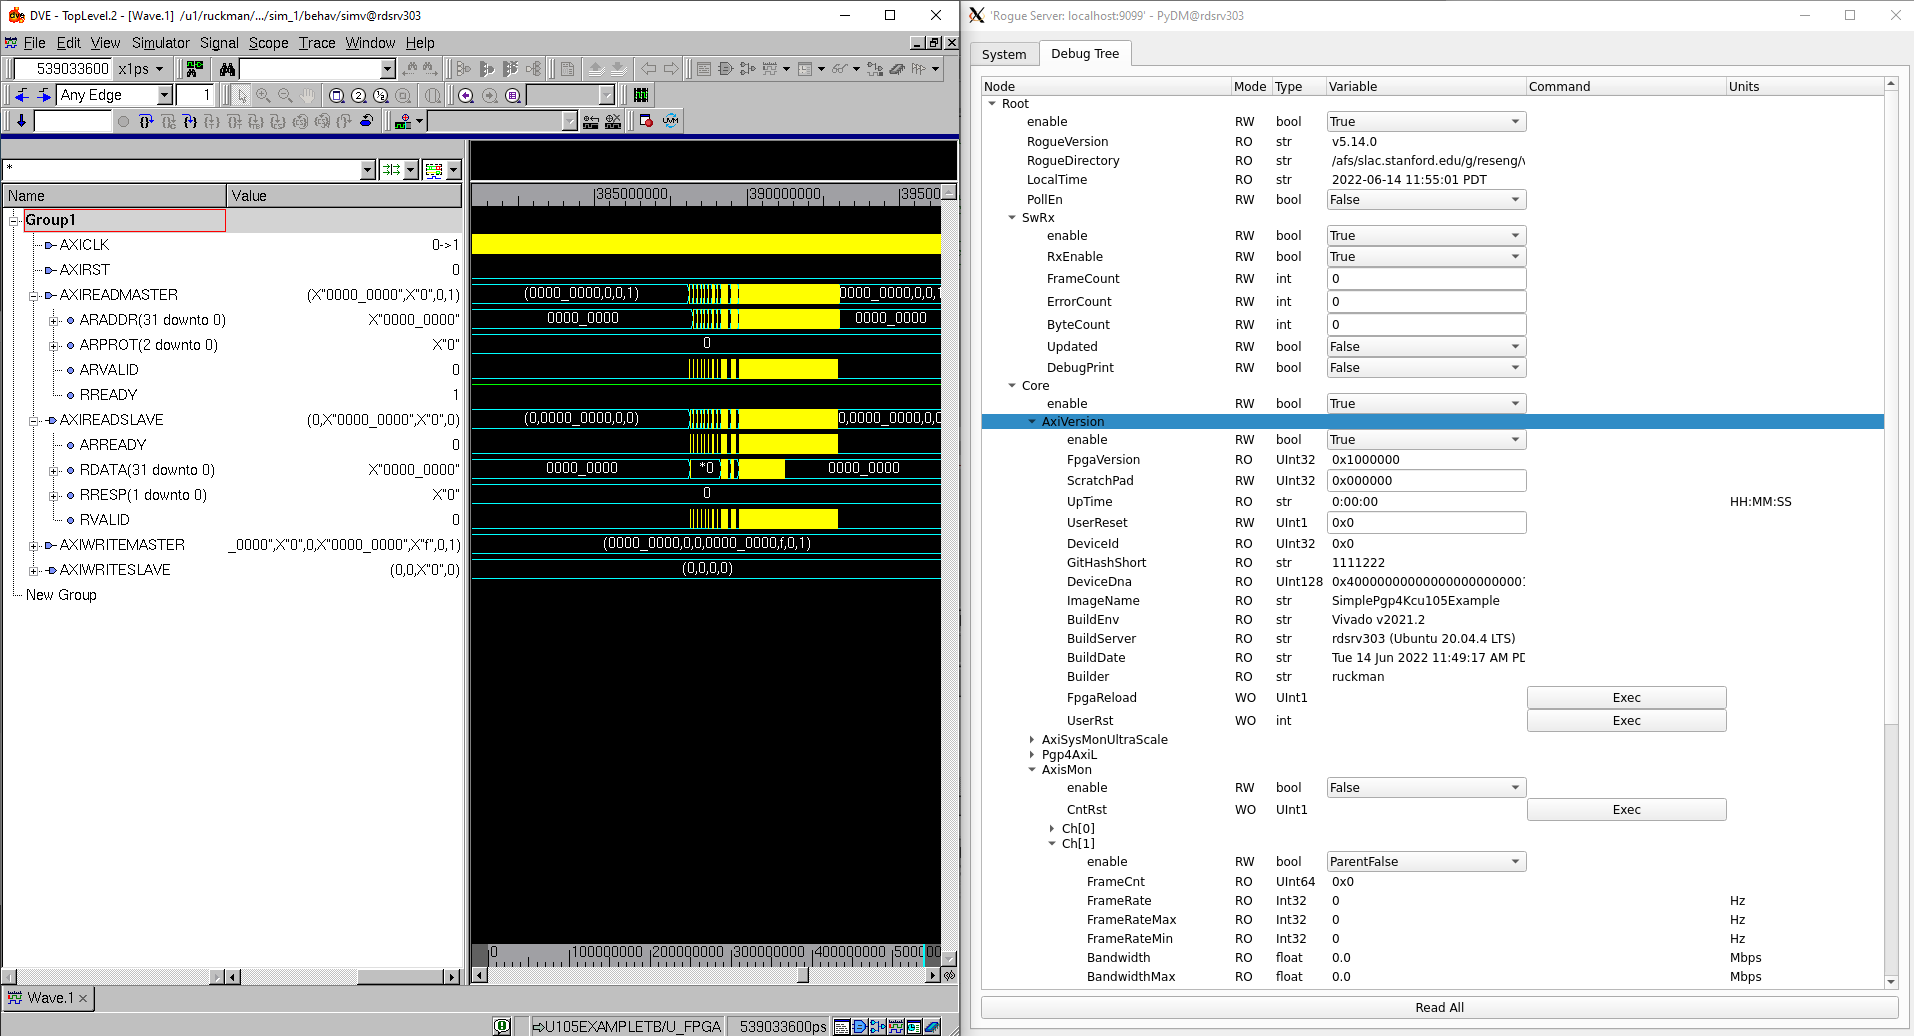 DVE - TopLevel.2 - [Wave.1]  /u1/ruckman/.../sim_1/behav/simv@rdsrv303
File Edit View Simulator Signal Scope Trace Window Help
539033600 x1ps
Any Edge 1
*
Name Value
385000000 390000000 39500
Group1
AXICLK 0->1
AXIRST 0
AXIREADMASTER (X"0000_0000",X"0",0,1) (0000_0000,0,0,1) 0000_0000,0,0,1
ARADDR(31 downto 0) X"0000_0000" 0000_0000 0000_0000
ARPROT(2 downto 0) X"0" 0
ARVALID 0
RREADY 1
AXIREADSLAVE (0,X"0000_0000",X"0",0) (0,0000_0000,0,0) 0,0000_0000,0,0
ARREADY 0
RDATA(31 downto 0) X"0000_0000" 0000_0000 *0 0000_0000
RRESP(1 downto 0) X"0" 0
RVALID 0
AXIWRITEMASTER _0000",X"0",0,X"0000_0000",X"f",0,1) (0000_0000,0,0,0000_0000,f,0,1)
AXIWRITESLAVE (0,0,X"0",0) (0,0,0,0)
New Group
0 100000000 200000000 300000000 400000000 5000 00
Wave.1
U105EXAMPLETB/U_FPGA 539033600ps
'Rogue Server: localhost:9099' - PyDM@rdsrv303
System Debug Tree
Node Mode Type Variable Command Units
Root
enable RW bool True
RogueVersion RO str v5.14.0
RogueDirectory RO str /afs/slac.stanford.edu/g/reseng/v
LocalTime RO str 2022-06-14 11:55:01 PDT
PollEn RW bool False
SwRx
enable RW bool True
RxEnable RW bool True
FrameCount RW int 0
ErrorCount RW int 0
ByteCount RW int 0
Updated RW bool False
DebugPrint RW bool False
Core
enable RW bool True
AxiVersion
enable RW bool True
FpgaVersion RO UInt32 0x1000000
ScratchPad RW UInt32 0x000000
UpTime RO str 0:00:00 HH:MM:SS
UserReset RW UInt1 0x0
DeviceId RO UInt32 0x0
GitHashShort RO str 1111222
DeviceDna RO UInt128 0x40000000000000000000000
ImageName RO str SimplePgp4Kcu105Example
BuildEnv RO str Vivado v2021.2
BuildServer RO str rdsrv303 (Ubuntu 20.04.4 LTS)
BuildDate RO str Tue 14 Jun 2022 11:49:17 AM PD
Builder RO str ruckman
FpgaReload WO UInt1 Exec
UserRst WO int Exec
AxiSysMonUltraScale
Pgp4AxiL
AxisMon
enable RW bool False
CntRst WO UInt1 Exec
Ch[0]
Ch[1]
enable RW bool ParentFalse
FrameCnt RO UInt64 0x0
FrameRate RO Int32 0 Hz
FrameRateMax RO Int32 0 Hz
FrameRateMin RO Int32 0 Hz
Bandwidth RO float 0.0 Mbps
BandwidthMax RO float 0.0 Mbps
Read All